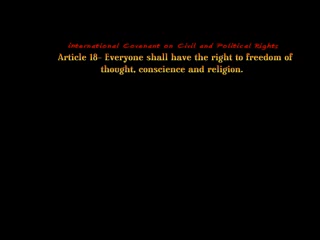 International Covenant on Civil and Political Rights
Article 18- Everyone shall have the right to freedom of
thought, conscience and religion.